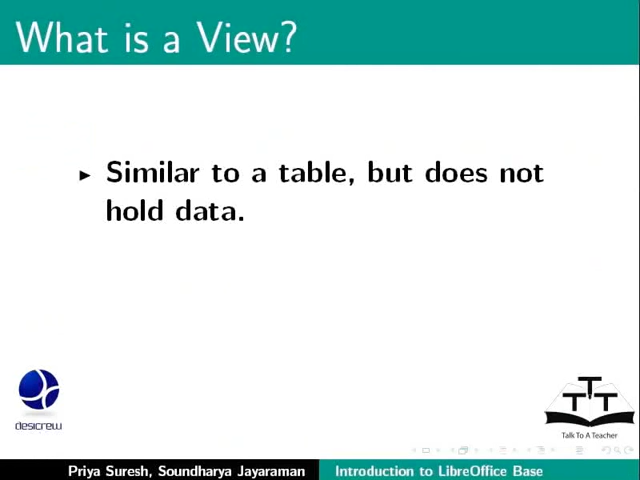 What is a View?
Similar to a table, but does not
hold data.
desicrew
TTT
Talk To A Teacher
Priya Suresh, Soundharya Jayaraman Introduction to LibreOffice Base